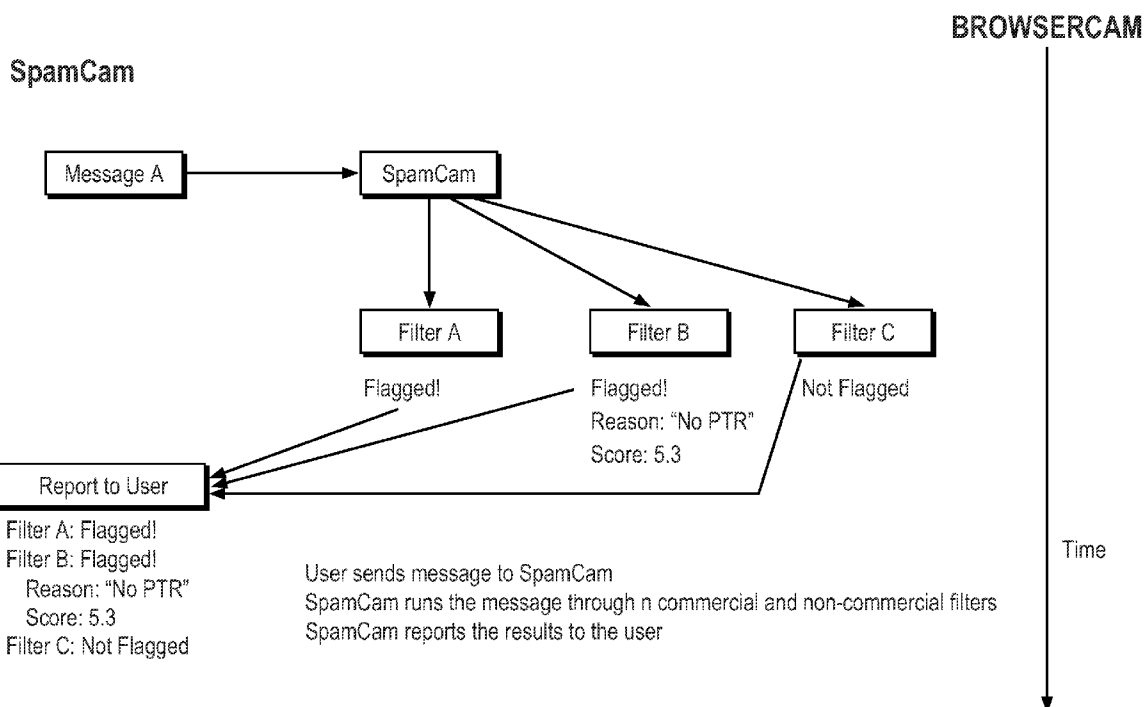 BROWSERCAM
SpamCam
Message A
SpamCam
Filter A
Filter B
Filter C
Flagged!
Flagged!
Reason: “No PTR”
Score: 5.3
Not Flagged
Report to User
Filter A: Flagged!
Filter B: Flagged!
Reason: “No PTR”
Score: 5.3
Filter C: Not Flagged
User sends message to SpamCam
SpamCam runs the message through n commercial and non-commercial filters
SpamCam reports the results to the user
Time